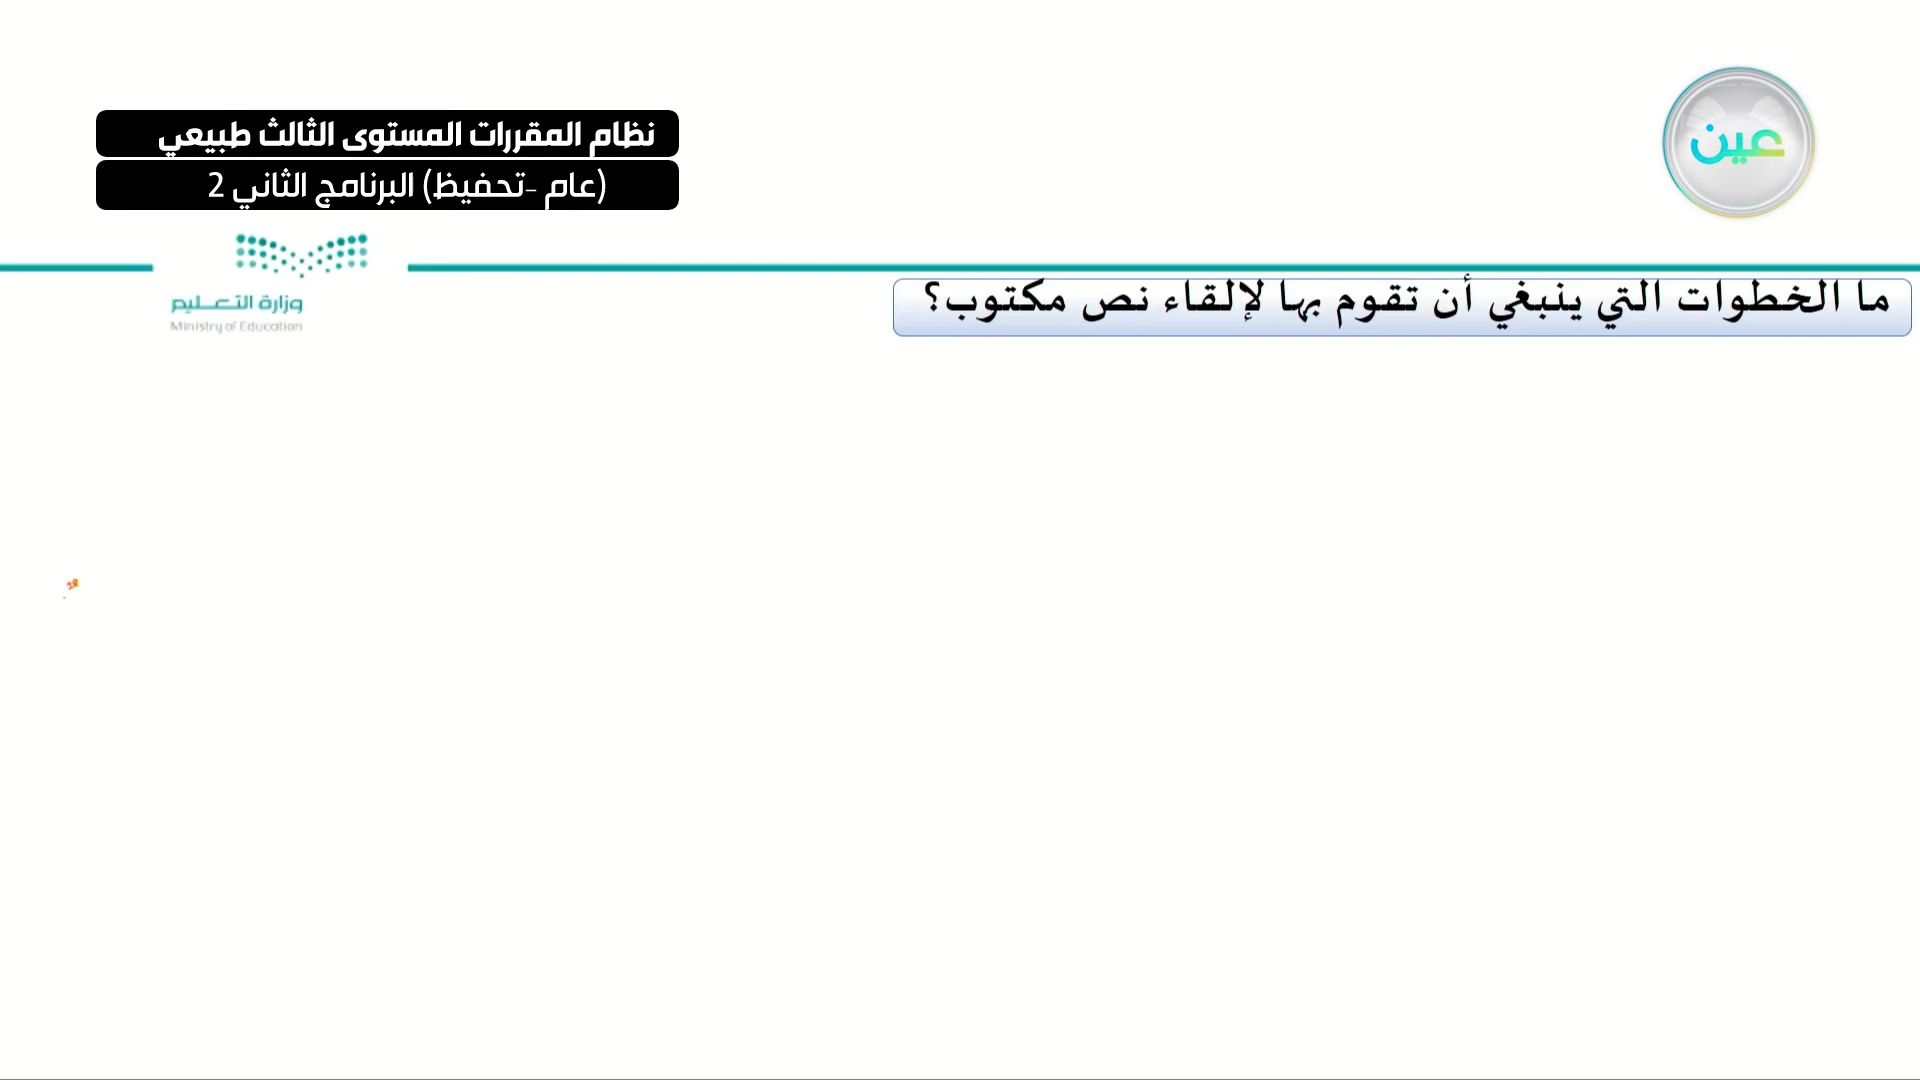 نظام المقررات المستوى الثالث طبيعي
(عام -تحفيظ) البرنامج الثاني 2
عين
وزارة التعـــليم
Ministry of Education
ما الخطوات التي ينبغي أن تقوم بها لإلقاء نص مكتوب؟